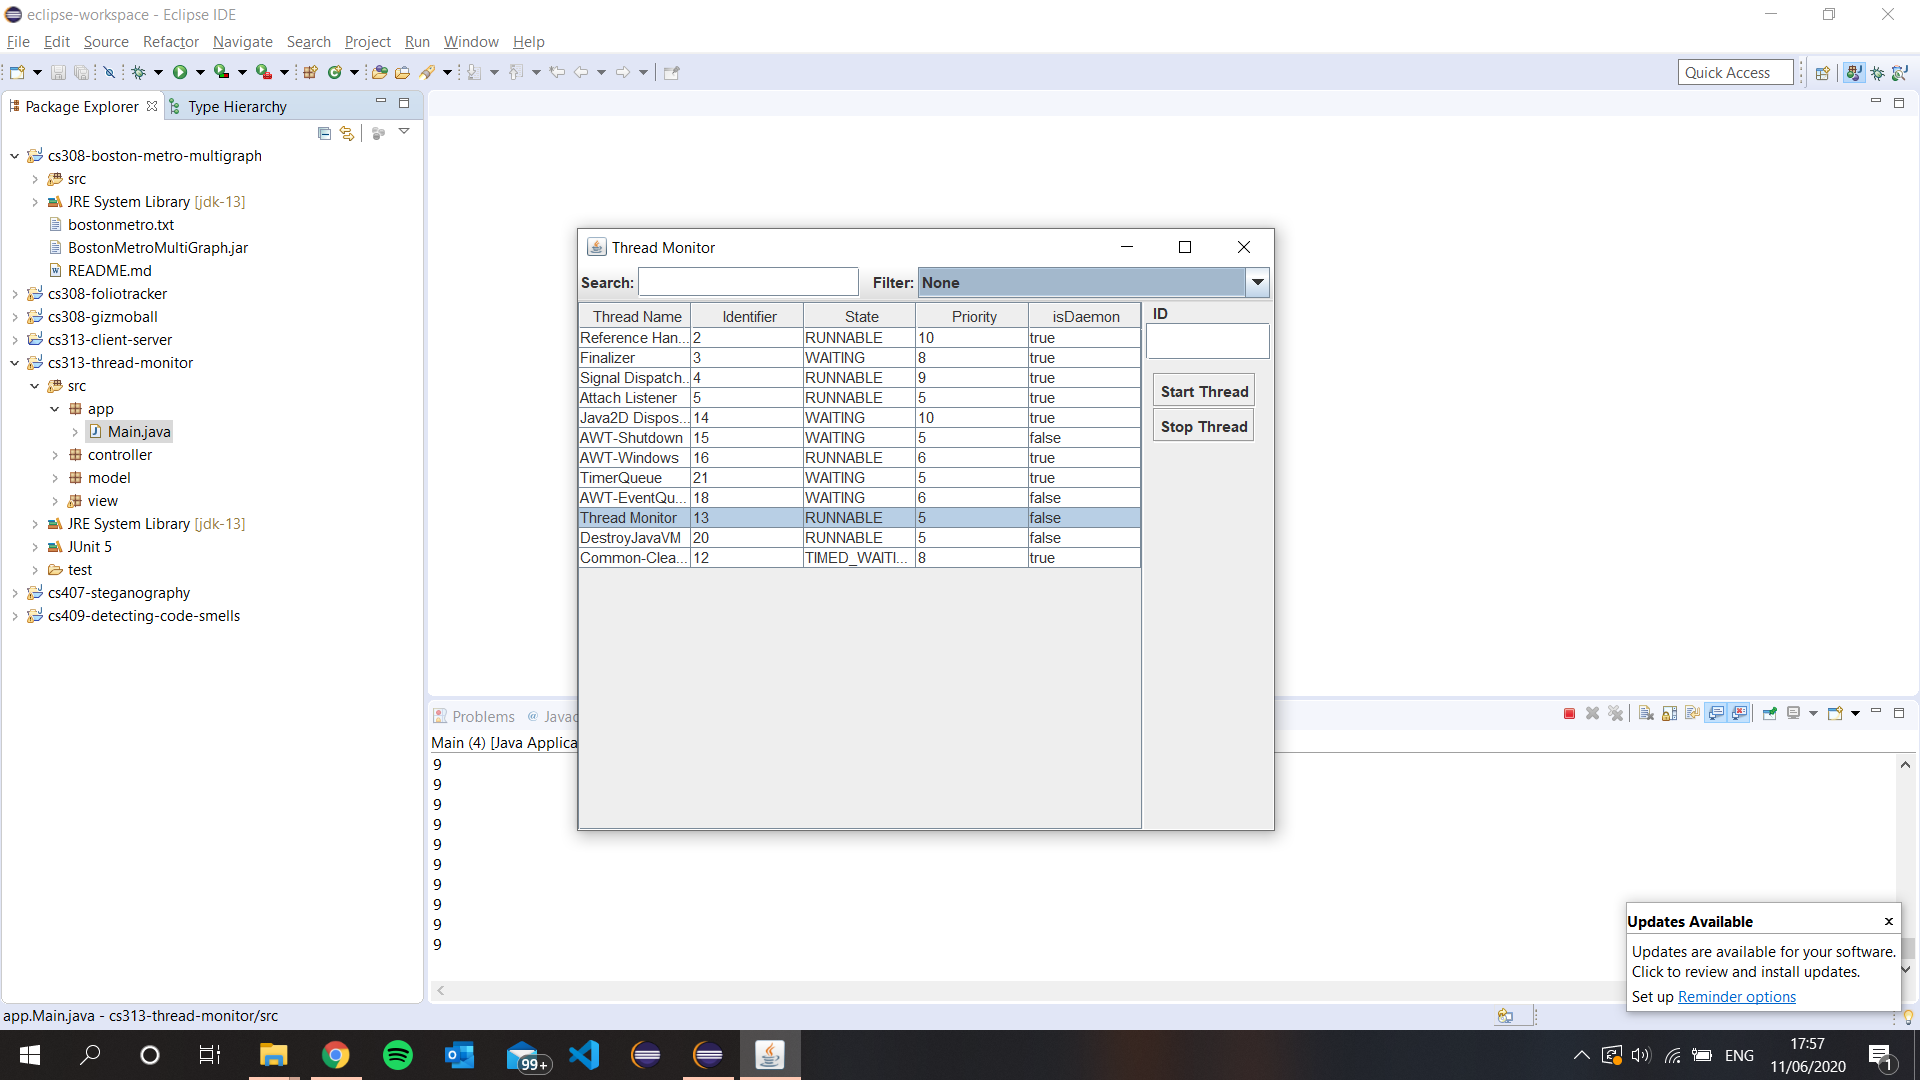 eclipse-workspace - Eclipse IDE
File Edit Source Refactor Navigate Search Project Run Window Help
Quick Access
Package Explorer Type Hierarchy
cs308-boston-metro-multigraph
src
JRE System Library [jdk-13]
bostonmetro.txt
BostonMetroMultiGraph.jar
README.md
cs308-foliotracker
cs308-gizmoball
cs313-client-server
cs313-thread-monitor
src
app
Main.java
controller
model
view
JRE System Library [jdk-13]
JUnit 5
test
cs407-steganography
cs409-detecting-code-smells
Thread Monitor
Search: Filter: None
Thread Name Identifier State Priority isDaemon
Reference Han... 2 RUNNABLE 10 true
Finalizer 3 WAITING 8 true
Signal Dispatch... 4 RUNNABLE 9 true
Attach Listener 5 RUNNABLE 5 true
Java2D Dispos... 14 WAITING 10 true
AWT-Shutdown 15 WAITING 5 false
AWT-Windows 16 RUNNABLE 6 true
TimerQueue 21 WAITING 5 true
AWT-EventQu... 18 WAITING 6 false
Thread Monitor 13 RUNNABLE 5 false
DestroyJavaVM 20 RUNNABLE 5 false
Common-Clea... 12 TIMED_WAITI... 8 true
ID
Start Thread
Stop Thread
Problems @ Javad
Main (4) [Java Applica
9
9
9
9
9
9
9
9
9
9
Updates Available
Updates are available for your software.
Click to review and install updates.
Set up Reminder options
app.Main.java - cs313-thread-monitor/src
99+
ENG
17:57
11/06/2020
1